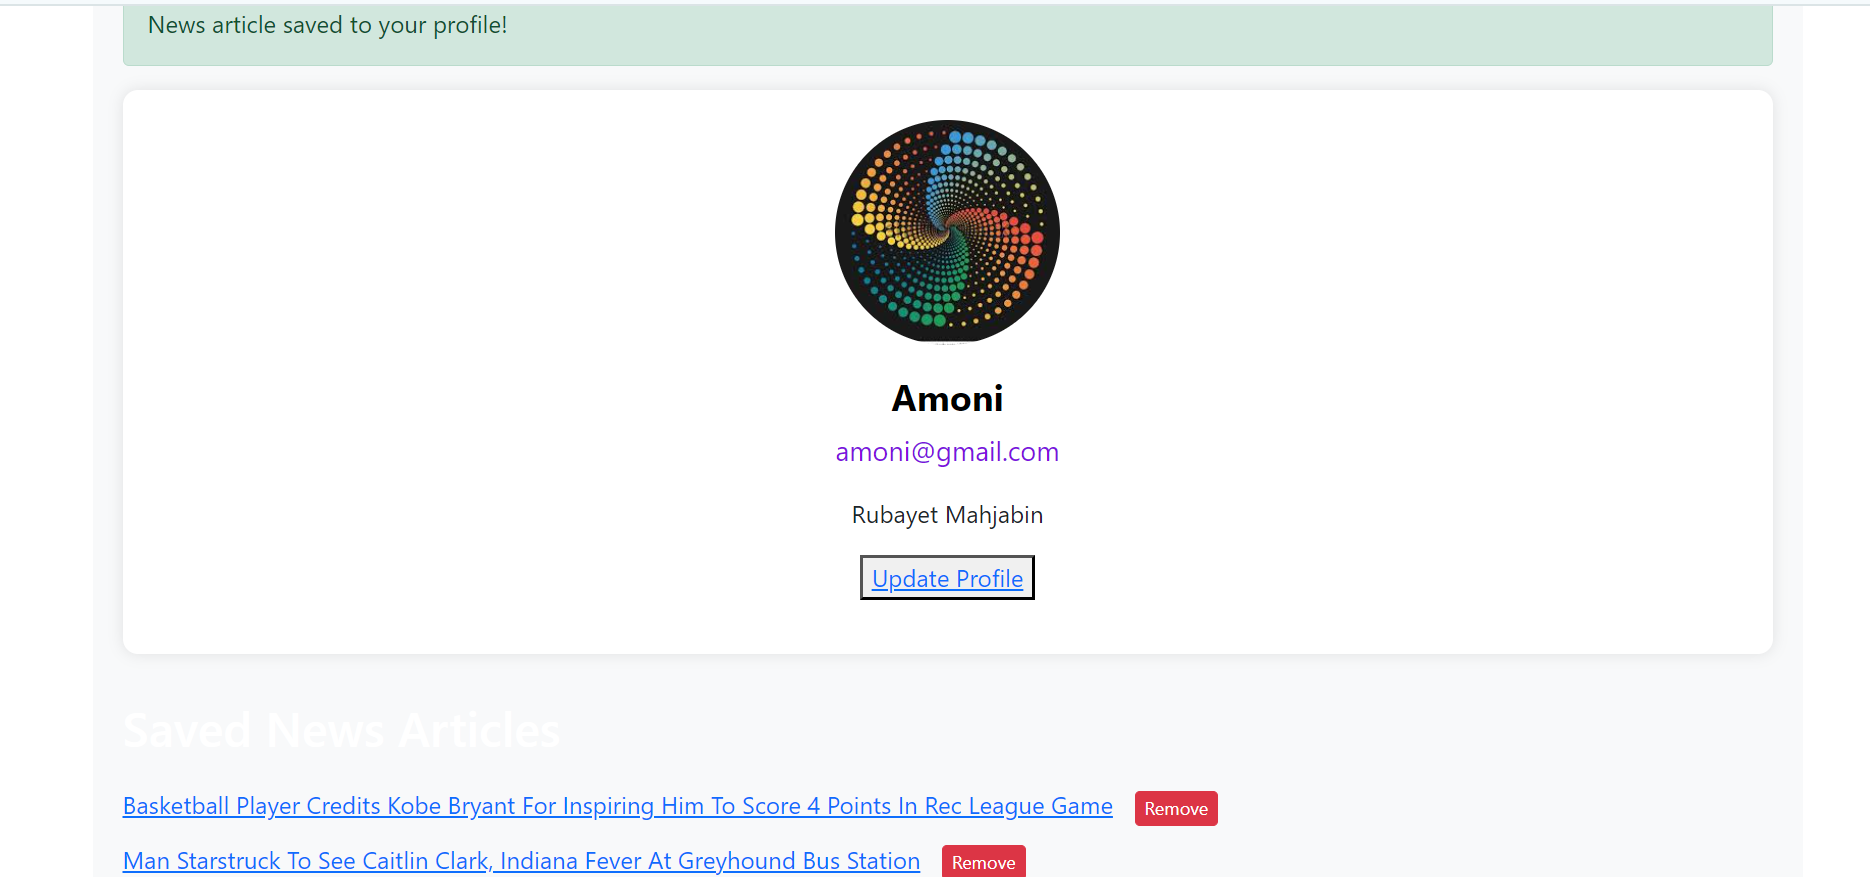 News article saved to your profile!
Amoni
amoni@gmail.com
Rubayet Mahjabin
Update Profile
Saved News Articles
Basketball Player Credits Kobe Bryant For Inspiring Him To Score 4 Points In Rec League Game Remove
Man Starstruck To See Caitlin Clark, Indiana Fever At Greyhound Bus Station Remove